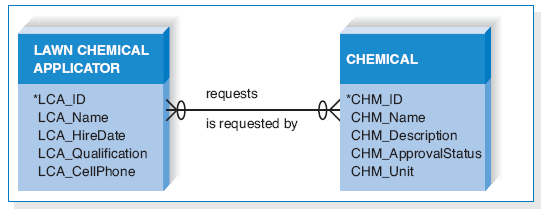 LAWN CHEMICAL
APPLICATOR
*LCA_ID
LCA_Name
LCA_HireDate
LCA_Qualification
LCA_CellPhone
requests
is requested by
CHEMICAL
*CHM_ID
CHM_Name
CHM_Description
CHM_ApprovalStatus
CHM_Unit